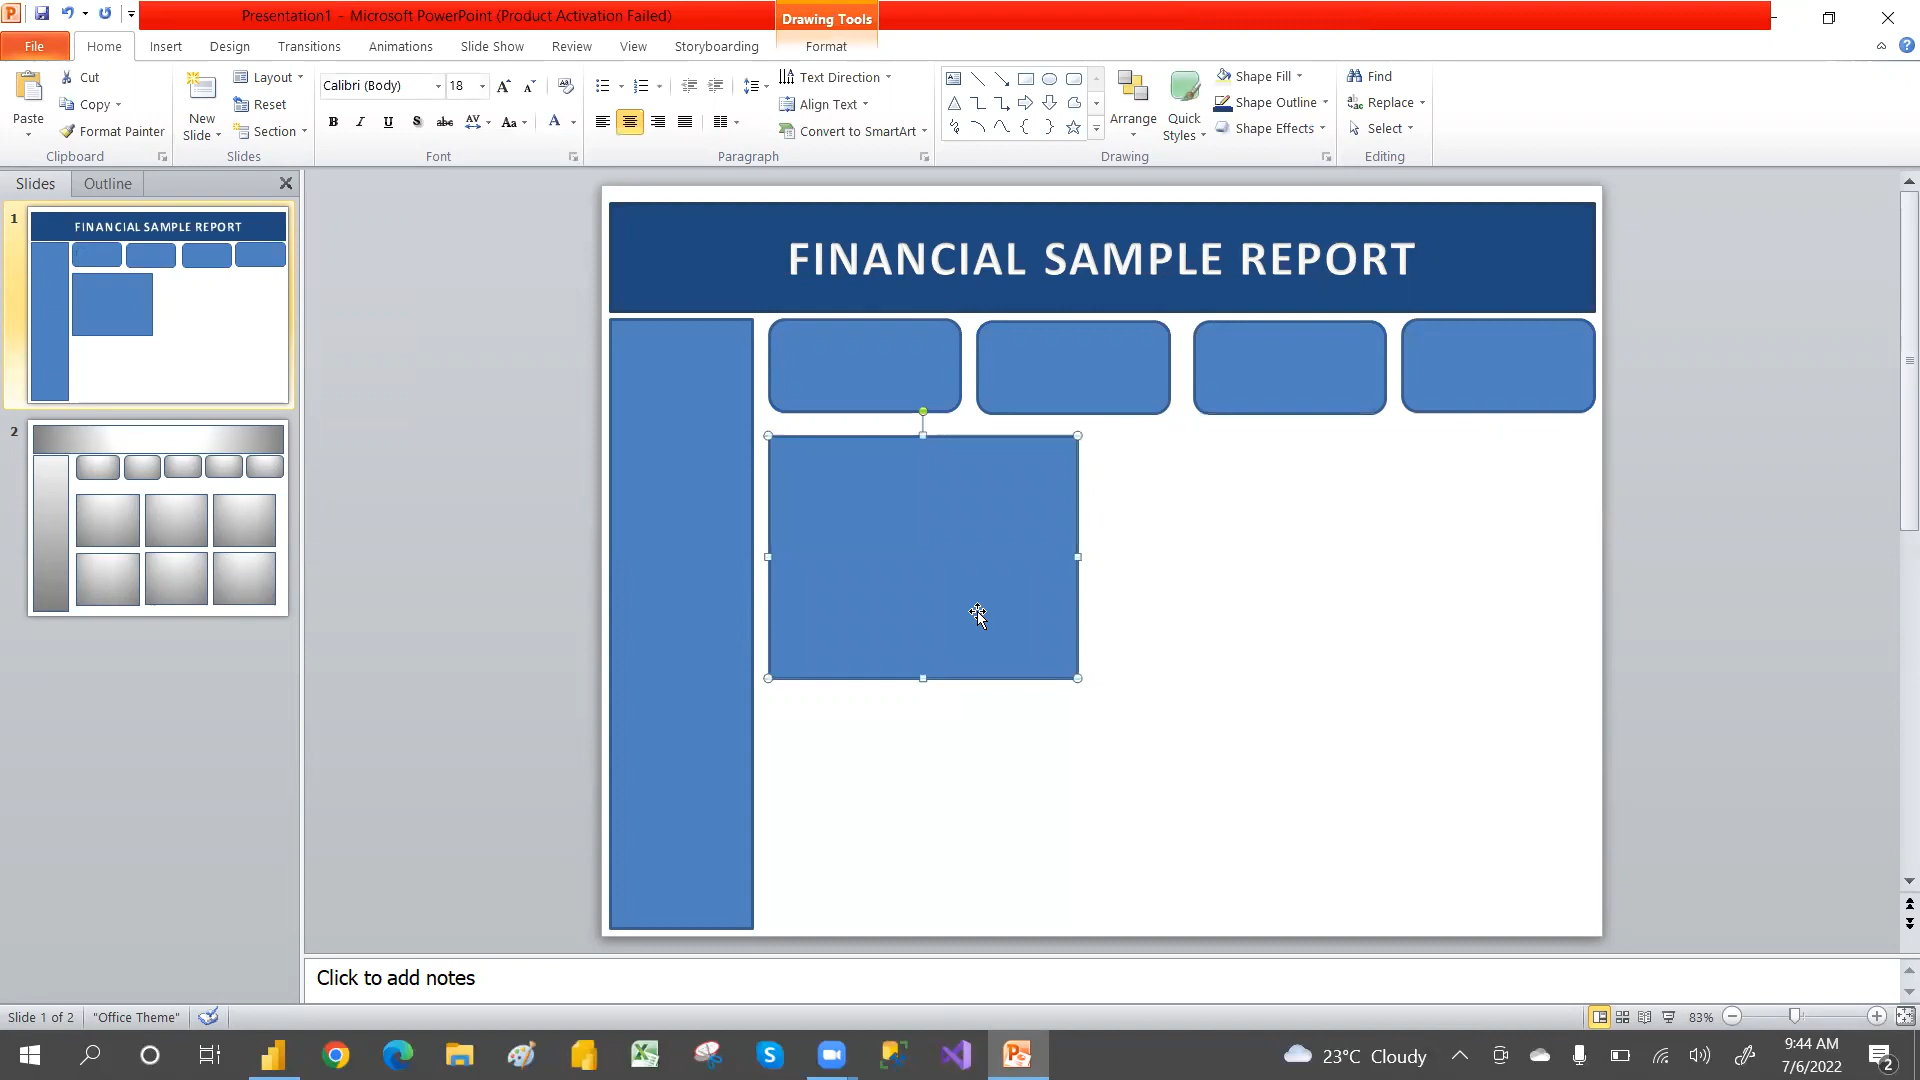 Presentation1 - Microsoft PowerPoint (Product Activation Failed)
Drawing Tools
File
Home
Insert
Design
Transitions
Animations
Slide Show
Review
View
Storyboarding
Format
Paste
Cut
Copy
Format Painter
Clipboard
New Slide
Layout
Reset
Section
Slides
Calibri (Body)
18
Font
Text Direction
Align Text
Convert to SmartArt
Paragraph
Arrange
Quick Styles
Shape Fill
Shape Outline
Shape Effects
Drawing
Find
Replace
Select
Editing
Slides
Outline
1
FINANCIAL SAMPLE REPORT
2
FINANCIAL SAMPLE REPORT
Click to add notes
Slide 1 of 2
"Office Theme"
83%
23°C Cloudy
9:44 AM
7/6/2022
2